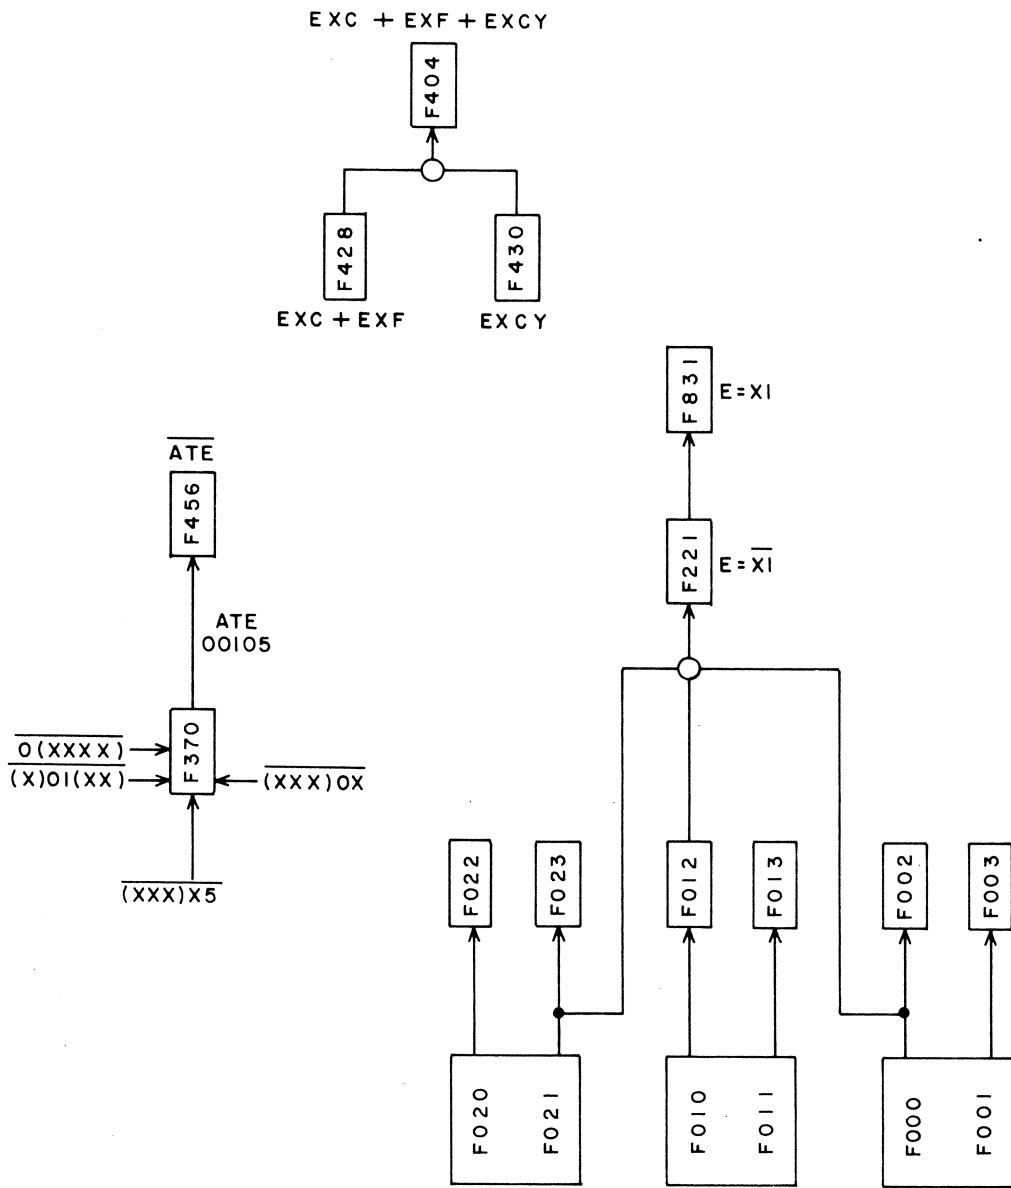 EXC + EXF + EXCY
F404
F428
F430
EXC + EXF
EXCY
F831
E=X1
ATE
F456
F221
E=X1
ATE
00105
F370
0(XXXX)
(X)01(XX)
(XXX)0X
(XXX)X5
F022
F023
F012
F013
F002
F003
F020
F021
F010
F011
F000
F001